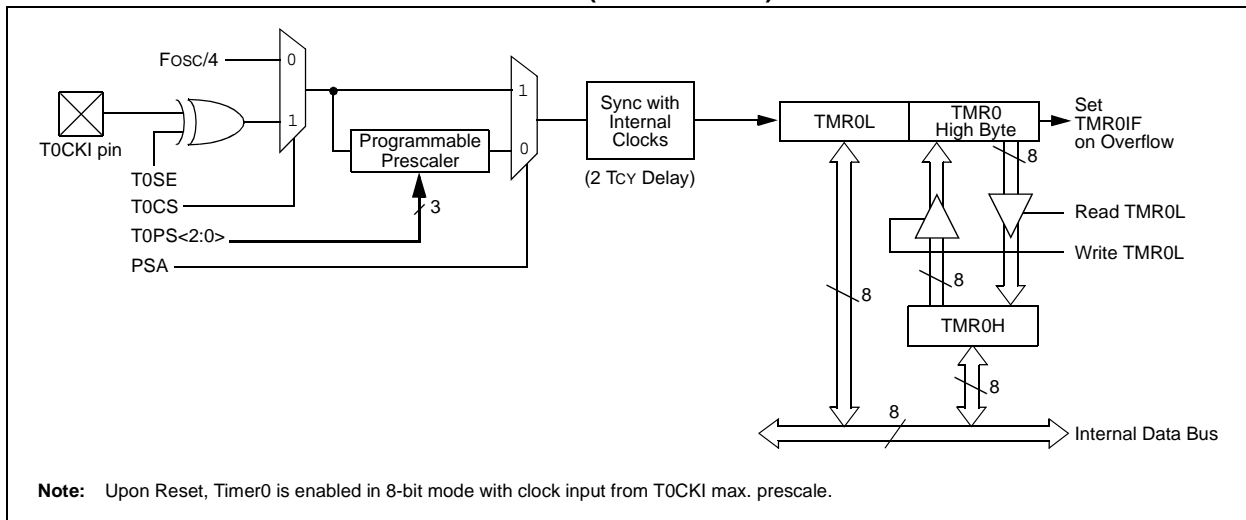 FOSC/4
0
1
T0CKI pin
T0SE
T0CS
T0PS<2:0>
PSA
Programmable
Prescaler
3
1
0
Sync with
Internal
Clocks
(2 TCY Delay)
TMR0L
TMR0
High Byte
Set
TMR0IF
on Overflow
8
Read TMR0L
Write TMR0L
8
8
TMR0H
8
8
Internal Data Bus
Note: Upon Reset, Timer0 is enabled in 8-bit mode with clock input from T0CKI max. prescale.